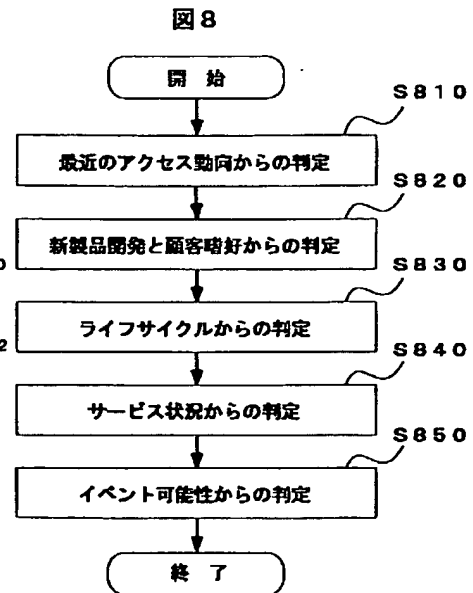 図8
開 始
S810
最近のアクセス動向からの判定
S820
新製品開発と顧客嗜好からの判定
S830
ライフサイクルからの判定
S840
サービス状況からの判定
S850
イベント可能性からの判定
終 了